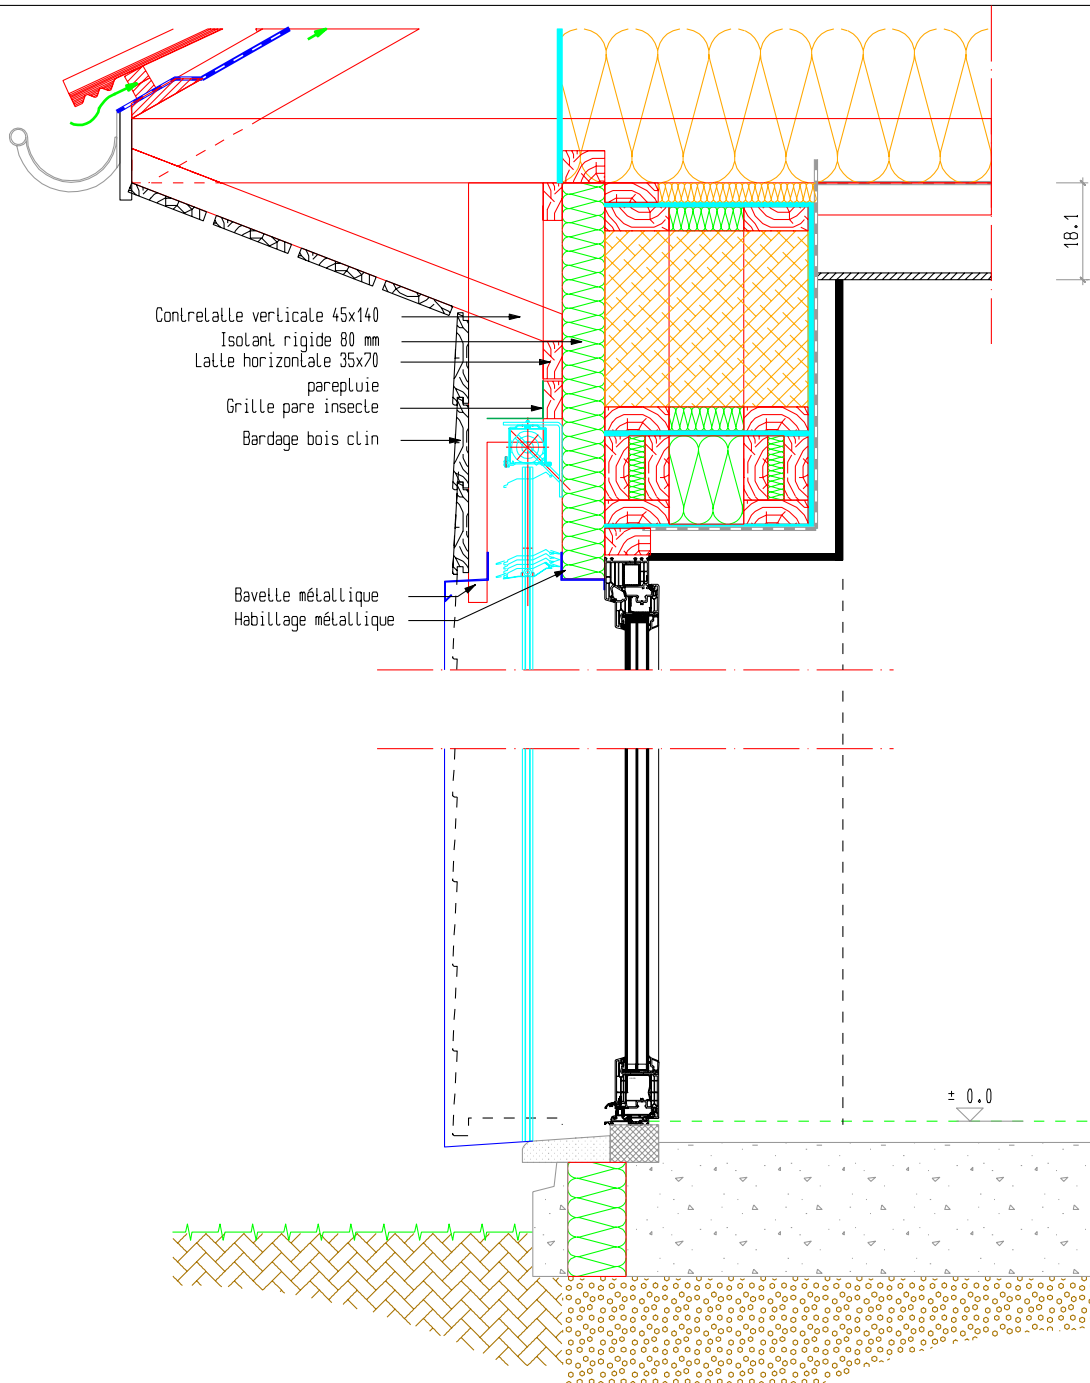 18.1
Contrelatte verticale 45x140
Isolant rigide 80 mm
Latte horizontale 35x70
parepluie
Grille pare insecte
Bardage bois clin
Bavette métallique
Habillage métallique
± 0.0